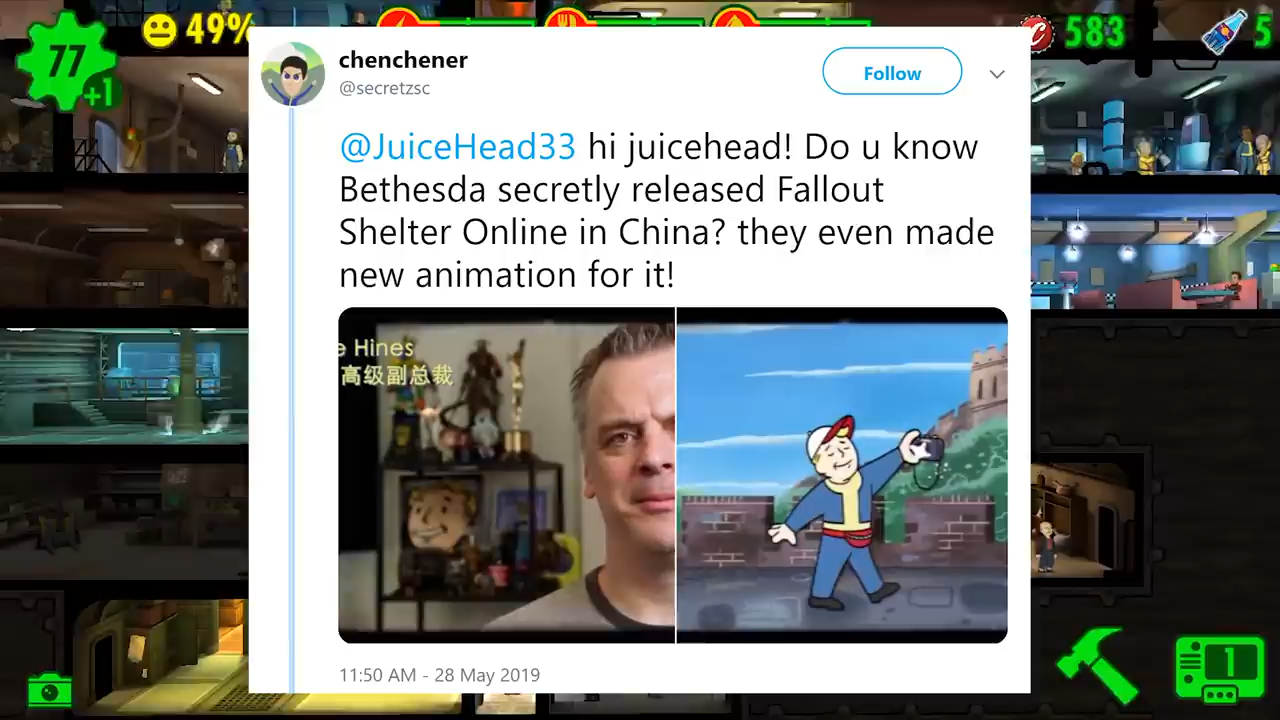 77
+1
49%
583
5
chenchener
@secretzsc
Follow
@JuiceHead33 hi juicehead! Do u know
Bethesda secretly released Fallout
Shelter Online in China? they even made
new animation for it!
e Hines
高级副总裁
11:50 AM - 28 May 2019
1